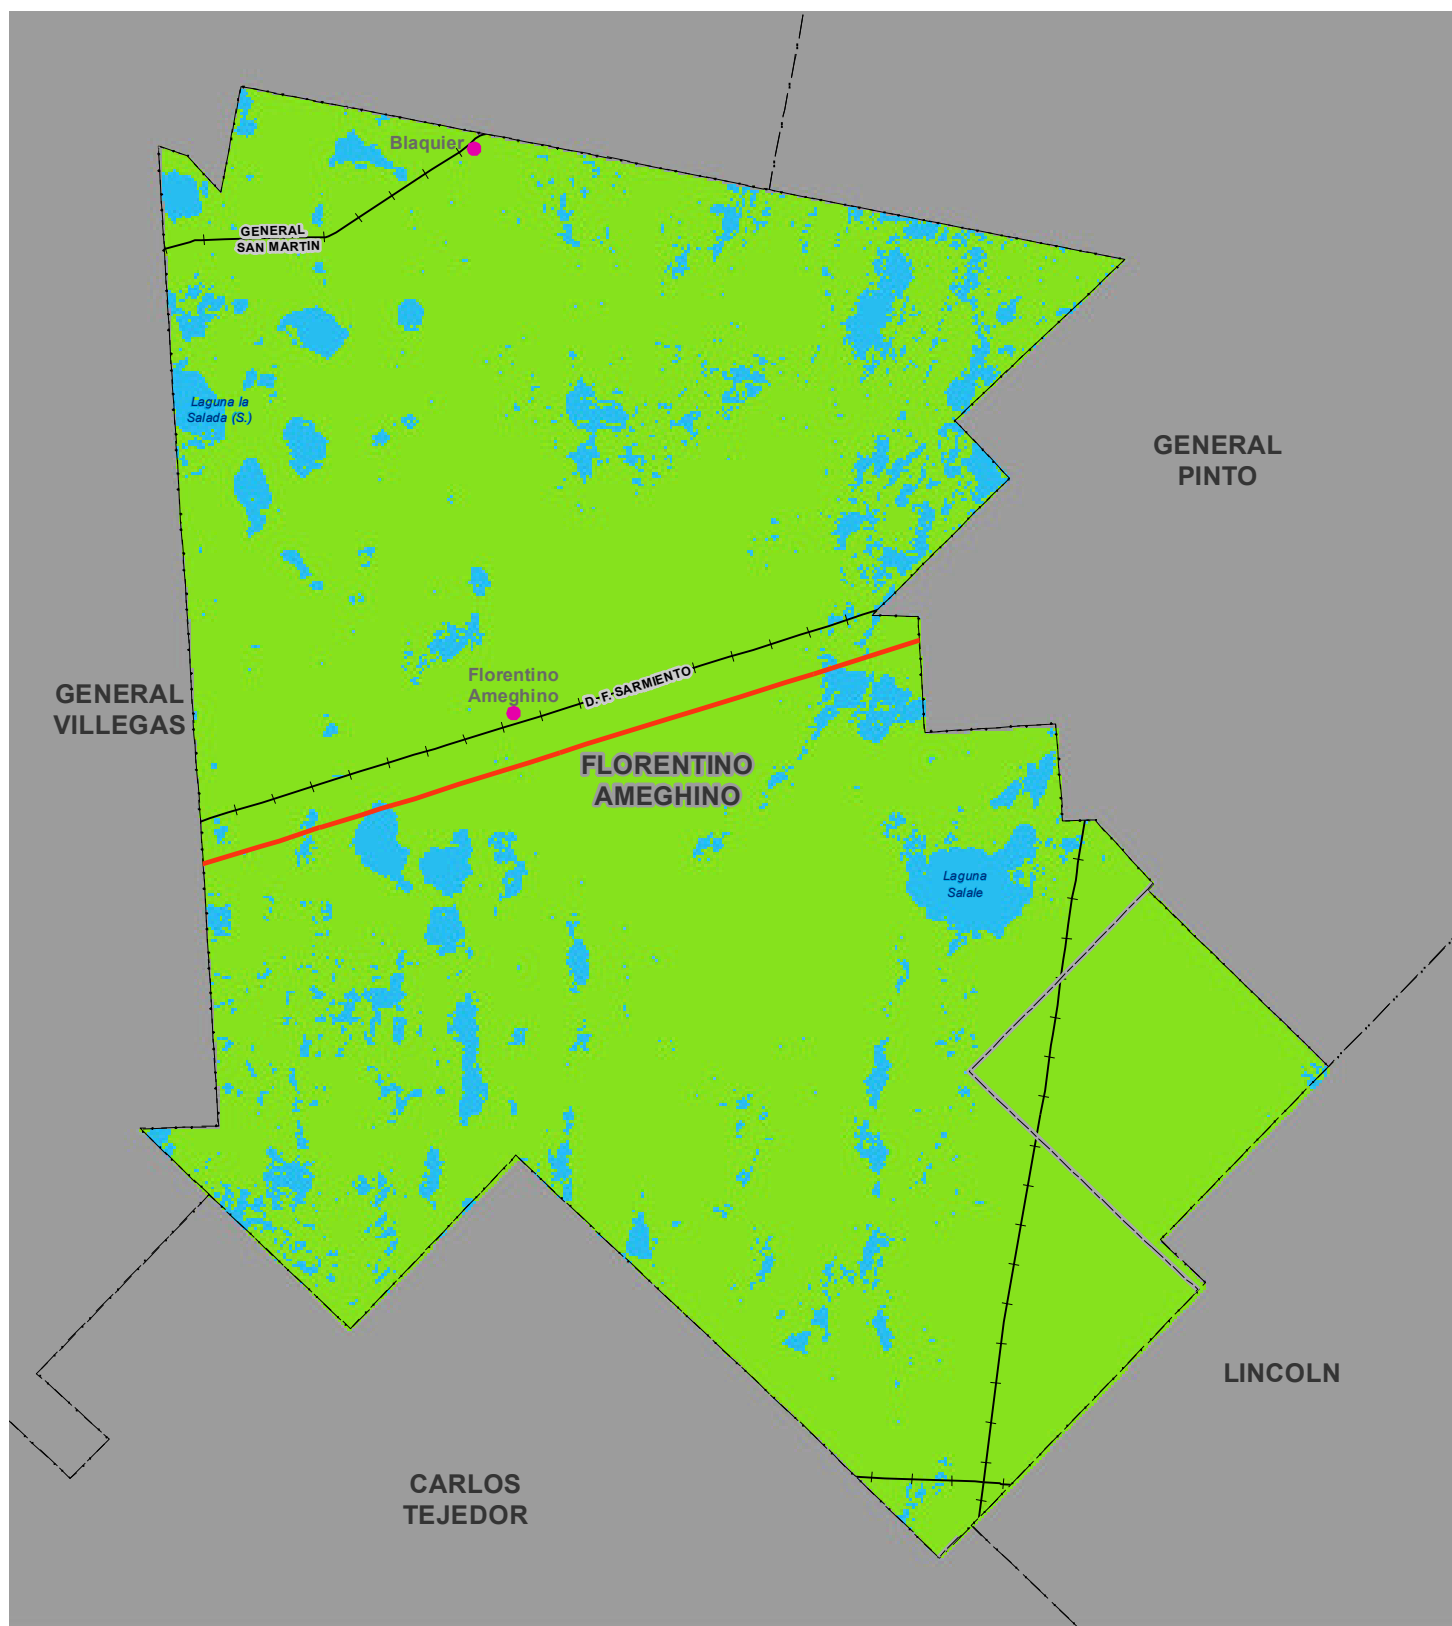 Blaquier
GENERAL
SAN MARTIN
Laguna la
Salada (S.)
GENERAL
PINTO
GENERAL
VILLEGAS
Florentino
Ameghino
D.-F.-SARMIENTO
FLORENTINO
AMEGHINO
Laguna
Salale
LINCOLN
CARLOS
TEJEDOR